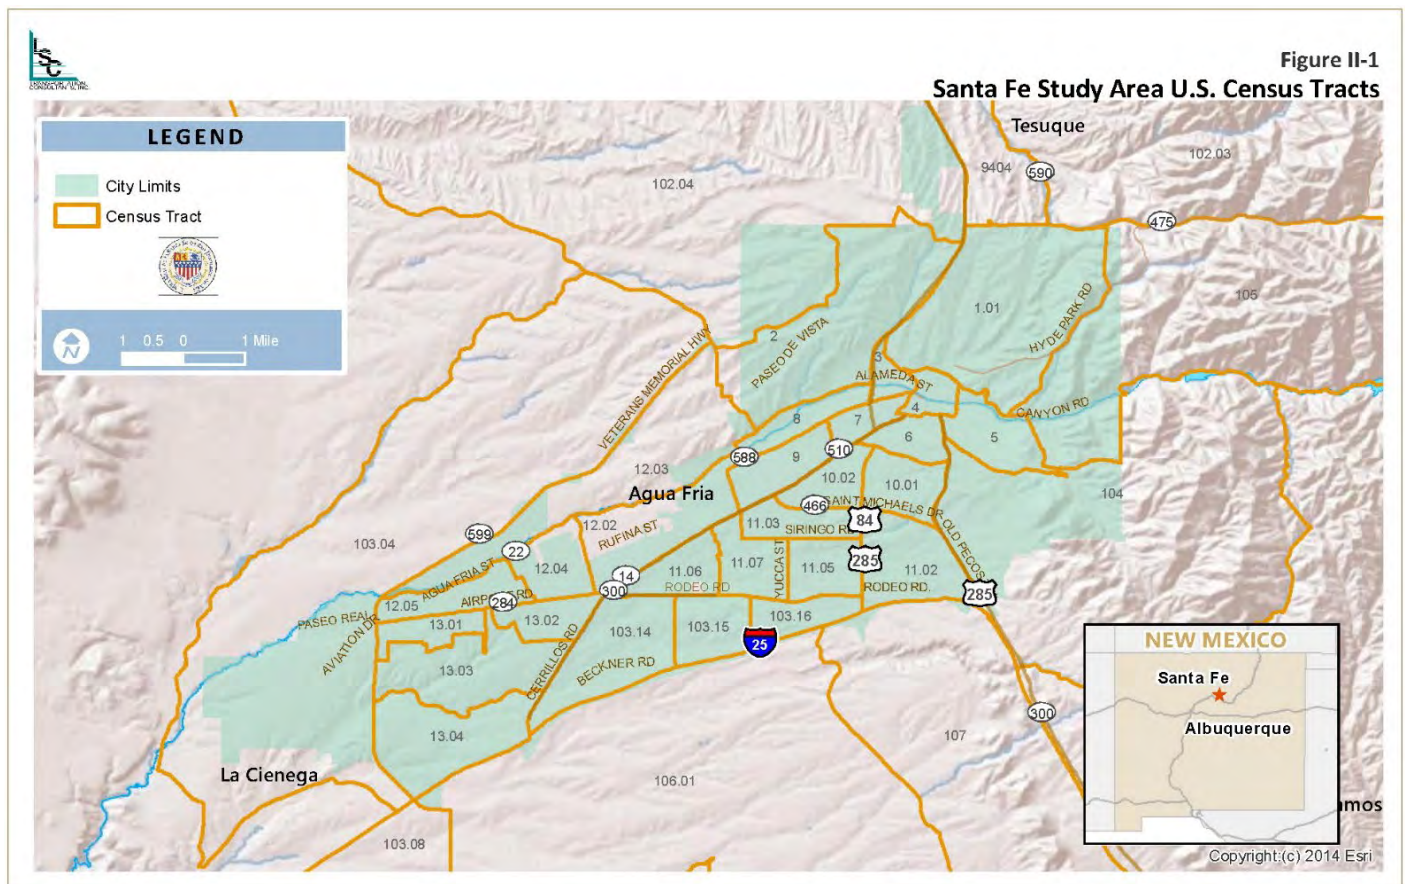 LSC
TRANSPORTATION
CONSULTANTS, INC.
Figure II-1
Santa Fe Study Area U.S. Census Tracts
LEGEND
City Limits
Census Tract
N
1 0.5 0 1 Mile
Tesuque
9404
590
102.03
102.04
475
105
1.01
HYDE PARK RD
2
PASEO DE VISTA
3
ALAMEDA ST
VETERANS MEMORIAL HWY
CANYON RD
4
8
7
6
5
588
9
510
12.03
10.02
10.01
Agua Fria
104
466
SAINT MICHAELS DR
84
OLD PECOS
12.02
RUFINA ST
11.03
SIRINGO RD
599
103.04
22
285
12.04
14
11.06
11.07
YUCCA ST
11.05
11.02
AGUA FRIA ST
300
RODEO RD
RODEO RD.
285
AIRPORT RD
284
12.05
PASEO REAL
13.01
13.02
103.16
AVIATION DR
103.14
103.15
25
CERRILLOS RD
BECKNER RD
13.03
NEW MEXICO
Santa Fe
Albuquerque
300
13.04
107
La Cienega
106.01
amos
103.08
Copyright:(c) 2014 Esri